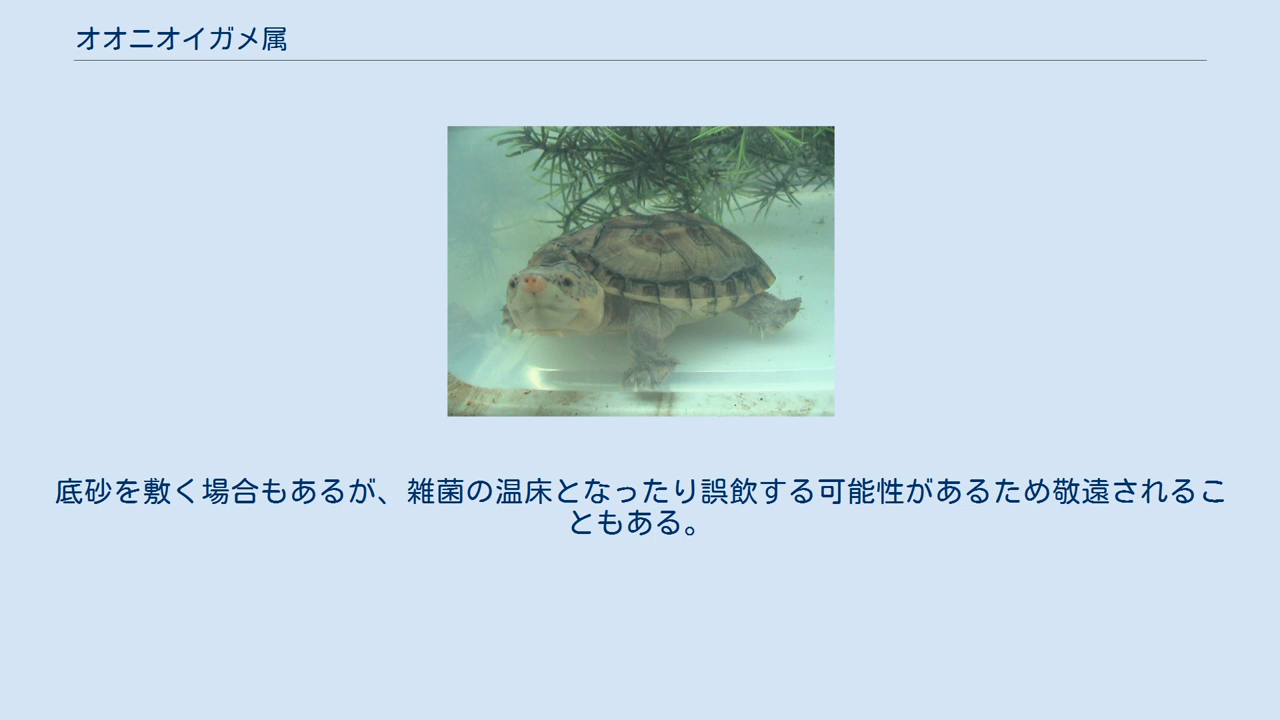 オオニオイガメ属
底砂を敷く場合もあるが、雑菌の温床となったり誤飲する可能性があるため敬遠されるこ
ともある。